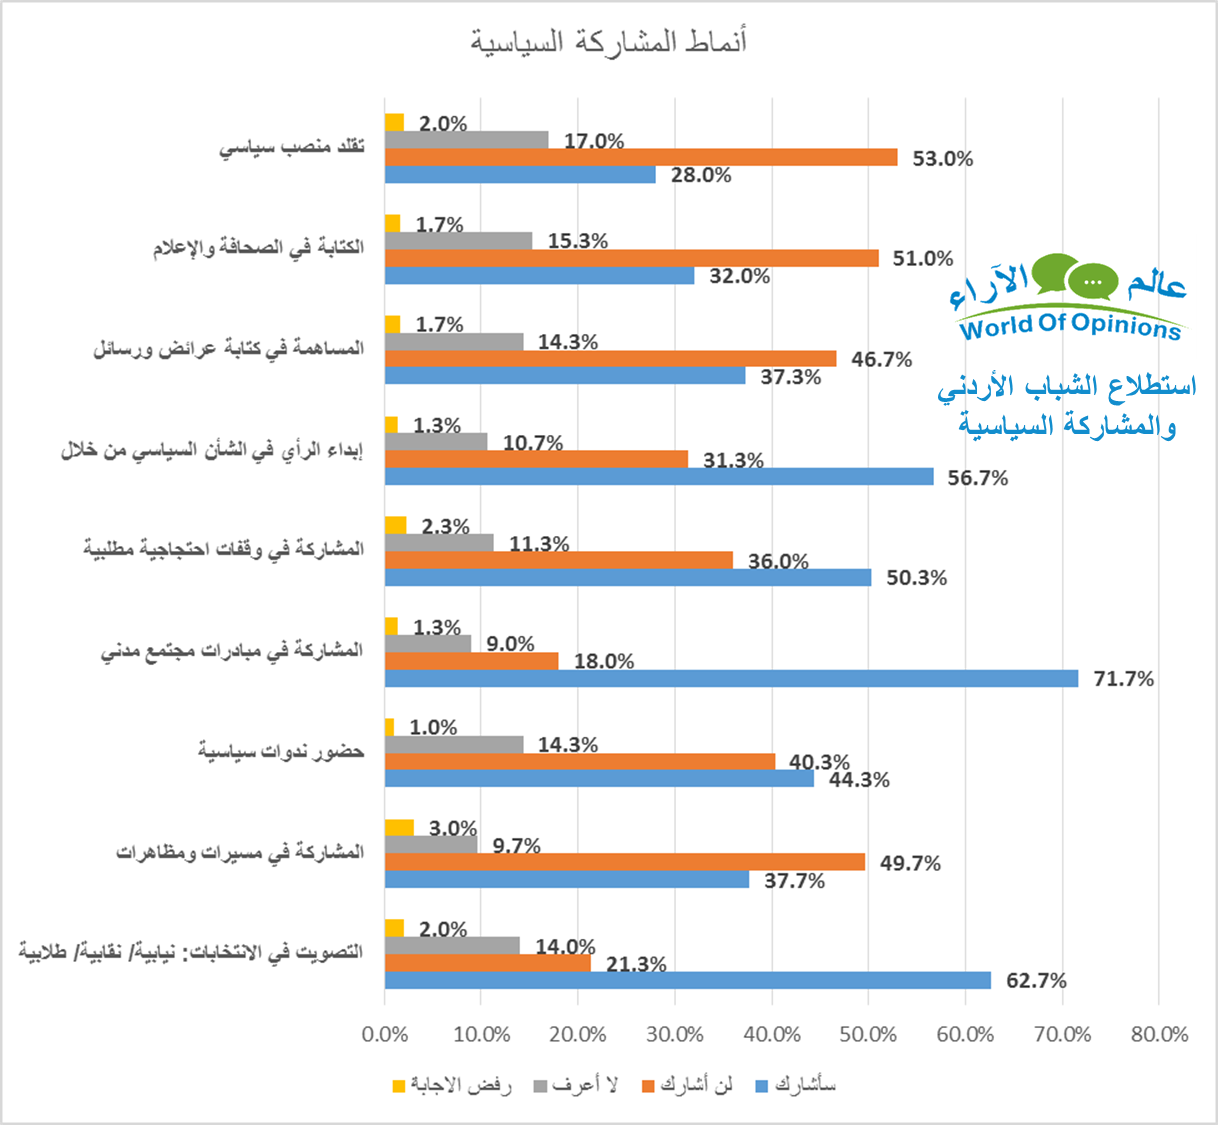 أنماط المشاركة السياسية
تقلد منصب سياسي
2.0%
17.0%
53.0%
28.0%
الكتابة في الصحافة والإعلام
1.7%
15.3%
51.0%
32.0%
المساهمة في كتابة عرائض ورسائل
1.7%
14.3%
46.7%
37.3%
إبداء الرأي في الشأن السياسي من خلال
1.3%
10.7%
31.3%
56.7%
المشاركة في وقفات احتجاجية مطلبية
2.3%
11.3%
36.0%
50.3%
المشاركة في مبادرات مجتمع مدني
1.3%
9.0%
18.0%
71.7%
حضور ندوات سياسية
1.0%
14.3%
40.3%
44.3%
المشاركة في مسيرات ومظاهرات
3.0%
9.7%
49.7%
37.7%
التصويت في الانتخابات: نيابية/ نقابية/ طلابية
2.0%
14.0%
21.3%
62.7%
0.0% 10.0% 20.0% 30.0% 40.0% 50.0% 60.0% 70.0% 80.0%
سأشارك لن أشارك لا أعرف رفض الاجابة
عالم الآراء
World Of Opinions
استطلاع الشباب الأردني
والمشاركة السياسية